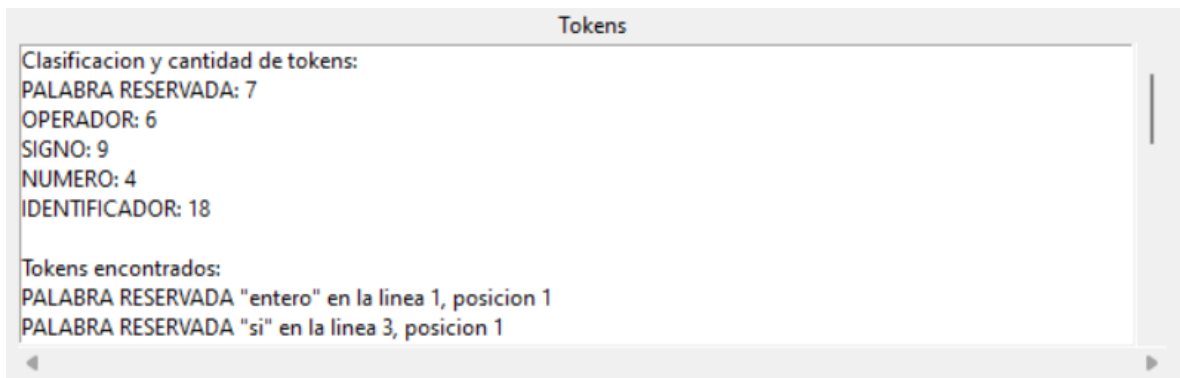 Tokens
Clasificacion y cantidad de tokens:
PALABRA RESERVADA: 7
OPERADOR: 6
SIGNO: 9
NUMERO: 4
IDENTIFICADOR: 18
Tokens encontrados:
PALABRA RESERVADA "entero" en la linea 1, posicion 1
PALABRA RESERVADA "si" en la linea 3, posicion 1